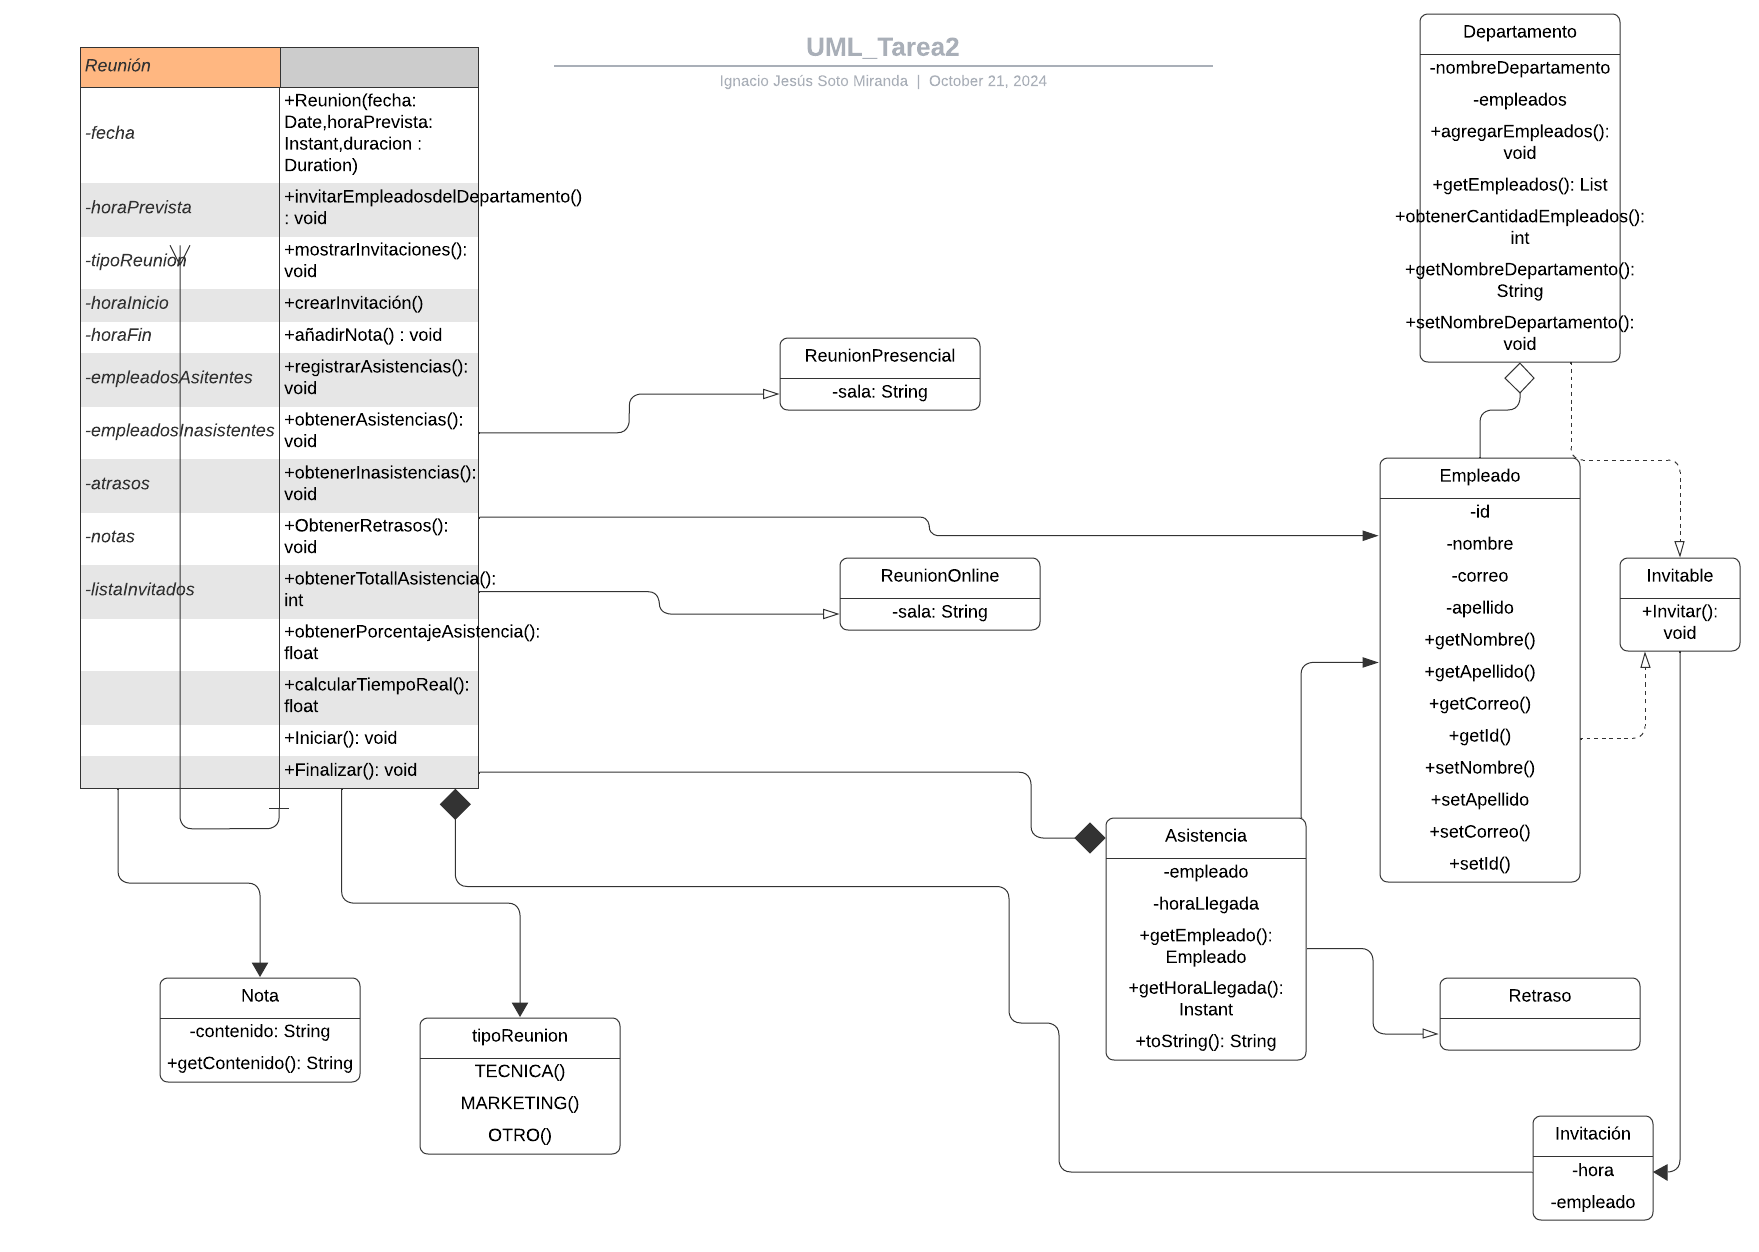 UML_Tarea2
Ignacio Jesús Soto Miranda | October 21, 2024
Reunión
-fecha
-horaPrevista
-tipoReunion
-horaInicio
-horaFin
-empleadosAsitentes
-empleadosInasistentes
-atrasos
-notas
-listaInvitados
+Reunion(fecha:
Date,horaPrevista:
Instant,duracion :
Duration)
+invitarEmpleadosdelDepartamento()
: void
+mostrarInvitaciones():
void
+crearInvitación()
+añadirNota() : void
+registrarAsistencias():
void
+obtenerAsistencias():
void
+obtenerInasistencias():
void
+ObtenerRetrasos():
void
+obtenerTotallAsistencia():
int
+obtenerPorcentajeAsistencia():
float
+calcularTiempoReal():
float
+Iniciar(): void
+Finalizar(): void
ReunionPresencial
-sala: String
ReunionOnline
-sala: String
Departamento
-nombreDepartamento
-empleados
+agregarEmpleados():
void
+getEmpleados(): List
+obtenerCantidadEmpleados():
int
+getNombreDepartamento():
String
+setNombreDepartamento():
void
Empleado
-id
-nombre
-correo
-apellido
+getNombre()
+getApellido()
+getCorreo()
+getId()
+setNombre()
+setApellido
+setCorreo()
+setId()
Invitable
+Invitar():
void
Asistencia
-empleado
-horaLlegada
+getEmpleado():
Empleado
+getHoraLlegada():
Instant
+toString(): String
Retraso
Nota
-contenido: String
+getContenido(): String
tipoReunion
TECNICA()
MARKETING()
OTRO()
Invitación
-hora
-empleado